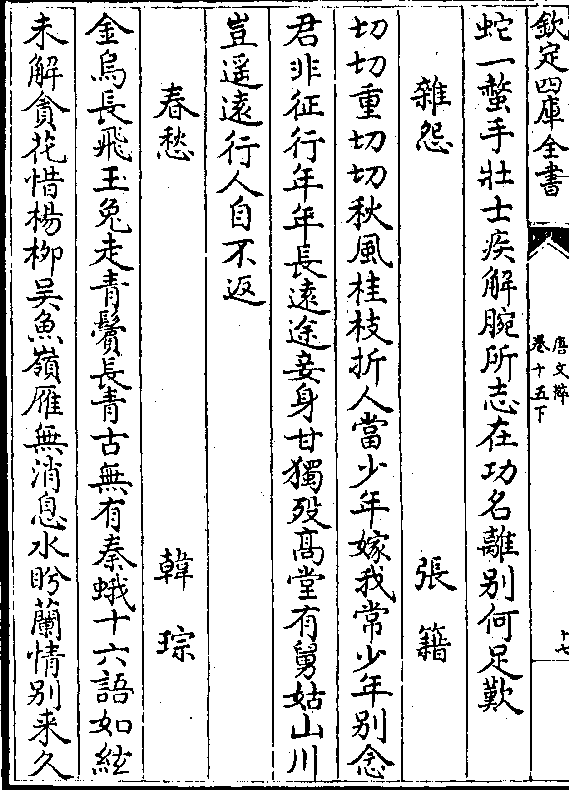 欽定四庫全書
唐文粹
卷十五下
十七
蛇一螫手壯士疾解腕所志在功名離别何足歎
雜怨　張籍
切切重切切秋風桂枝折人當少年嫁我常少年别念
君非征行年年長遠途妾身甘獨殁髙堂有舅姑山川
豈遥遠行人自不返
春愁　韓琮
金烏長飛玉兔走青鬢長青古無有秦蛾十六語如絃
未解貪花惜楊柳吴魚嶺雁無消息水盻蘭情别来久